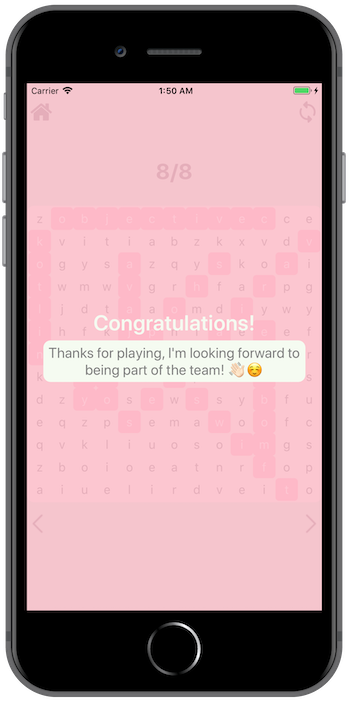 Carrier
1:50 AM
8/8
z o b j e c t i v e c c e
v i t i a b z k x v d v
g y s z q y k o i
w m w v g r h f a r p g
j d t
Congratulations!
Thanks for playing, I'm looking forward to
being part of the team! 👋🏻☺️
d z y o s e w s s y b f u
e q z p s e m a o f c
q v z k i e u o s m g s
z b o i o e a t n r f o p
a i u e l i r d v e i t o